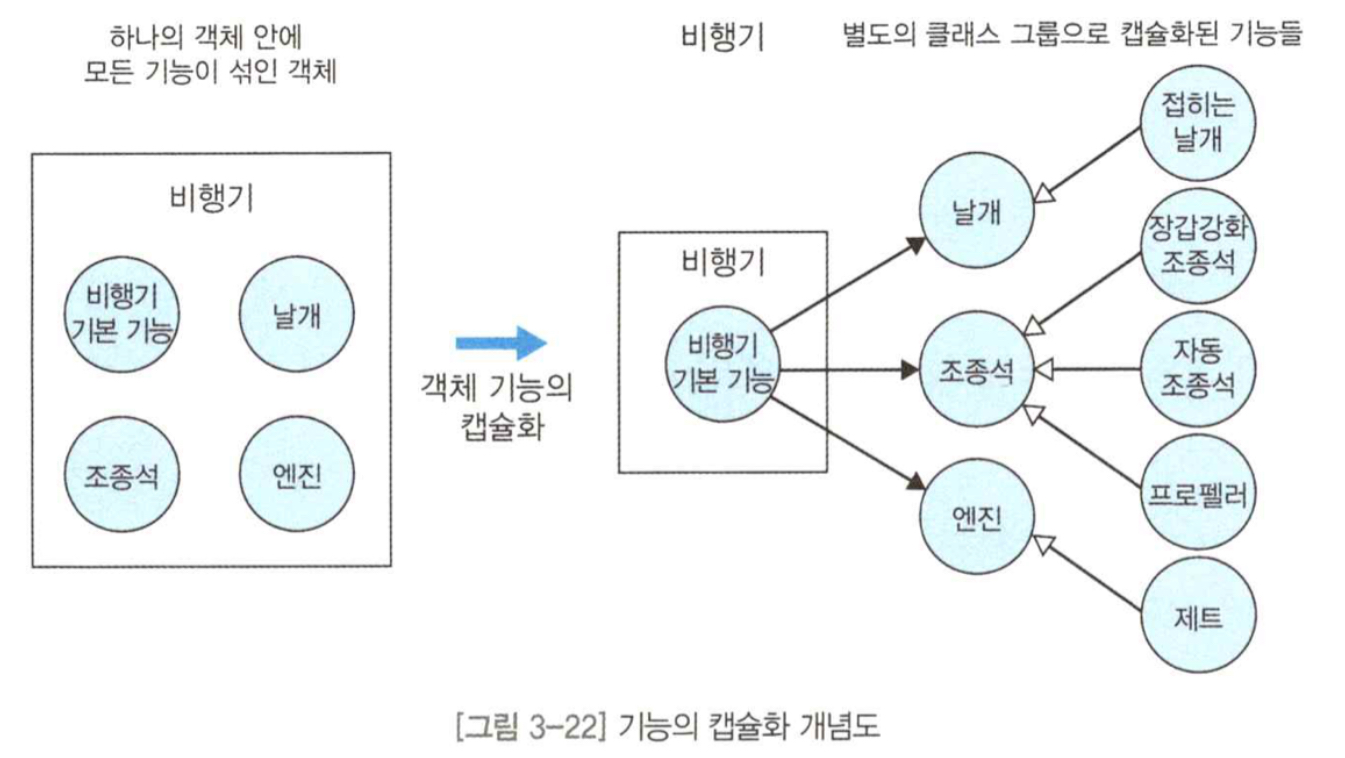 하나의 객체 안에
모든 기능이 섞인 객체
비행기
비행기
기본 기능
날개
조종석
엔진
객체 기능의
캡슐화
비행기
별도의 클래스 그룹으로 캡슐화된 기능들
비행기
비행기
기본 기능
날개
조종석
엔진
접히는
날개
장갑강화
조종석
자동
조종석
프로펠러
제트
[그림 3-22] 기능의 캡슐화 개념도